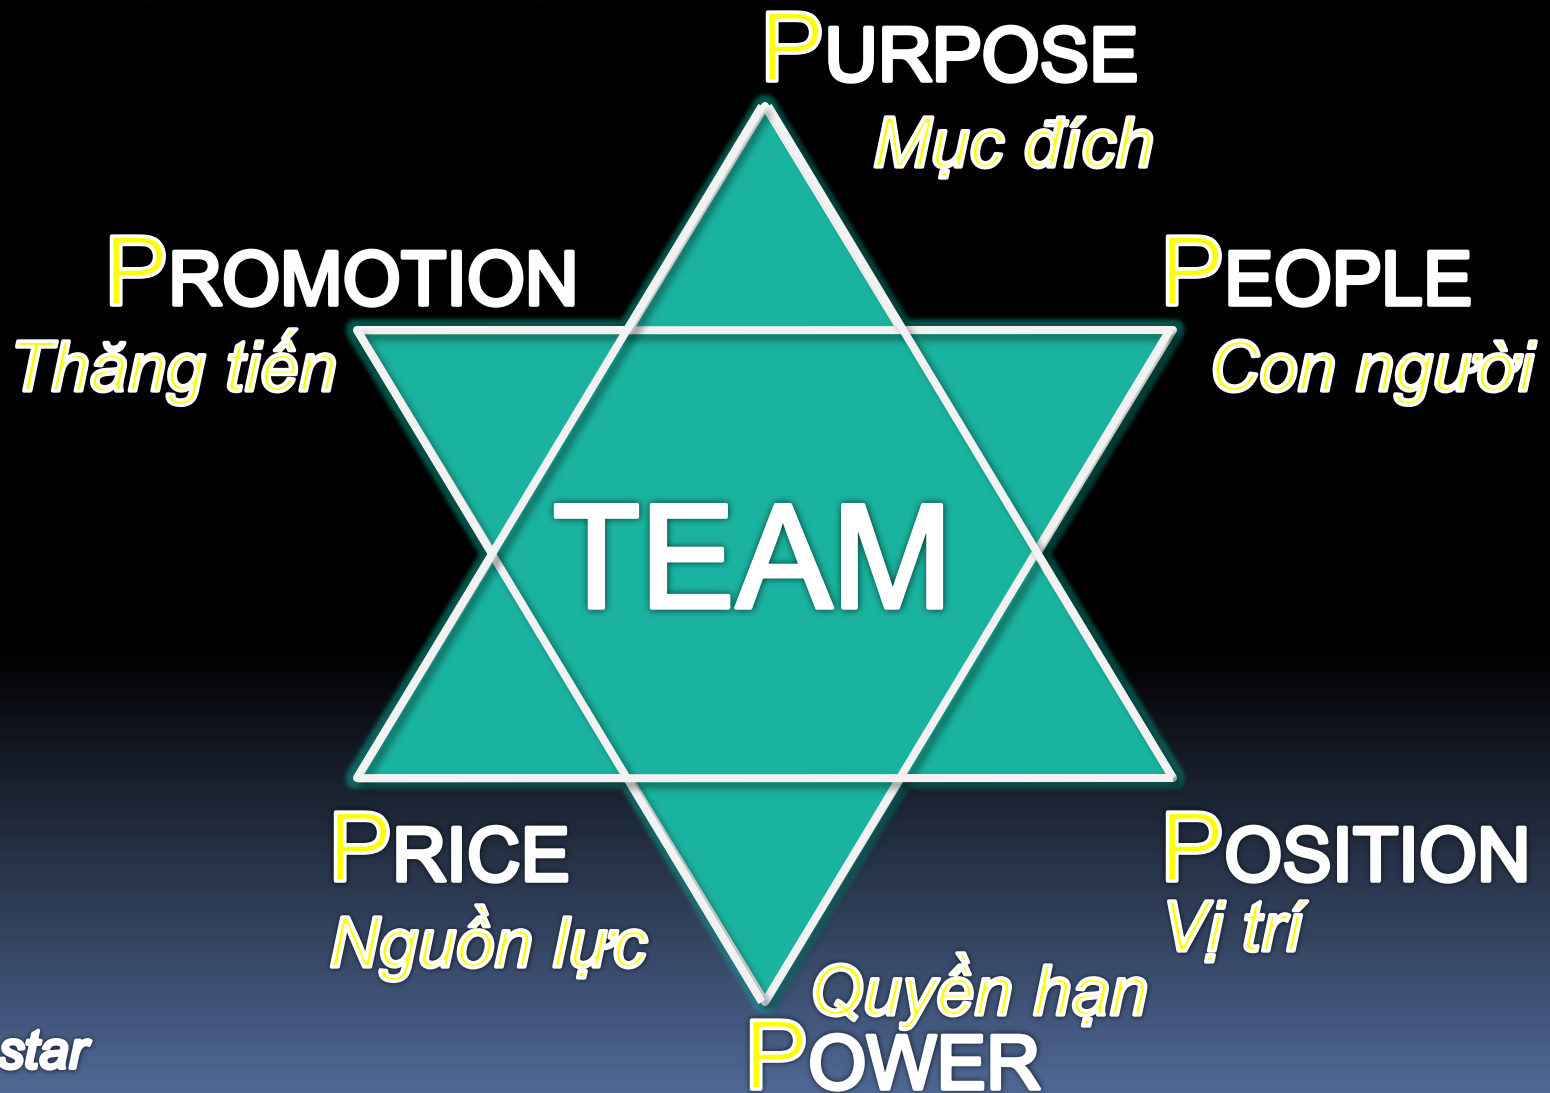 PURPOSE
Mục đích
PROMOTION
Thăng tiến
PEOPLE
Con người
TEAM
PRICE
Nguồn lực
POSITION
Vị trí
Quyền hạn
POWER
star